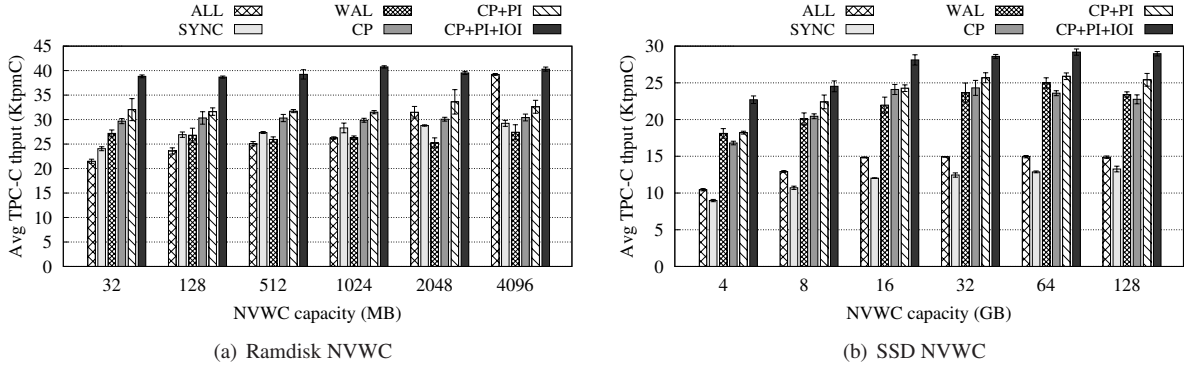 ALL WAL CP+PI
SYNC CP CP+PI+IOI
Avg TPC-C thput (KtpmC)
45
40
35
30
25
20
15
10
5
0
32 128 512 1024 2048 4096
NVWC capacity (MB)
(a) Ramdisk NVWC
ALL WAL CP+PI
SYNC CP CP+PI+IOI
Avg TPC-C thput (KtpmC)
30
25
20
15
10
5
0
4 8 16 32 64 128
NVWC capacity (GB)
(b) SSD NVWC